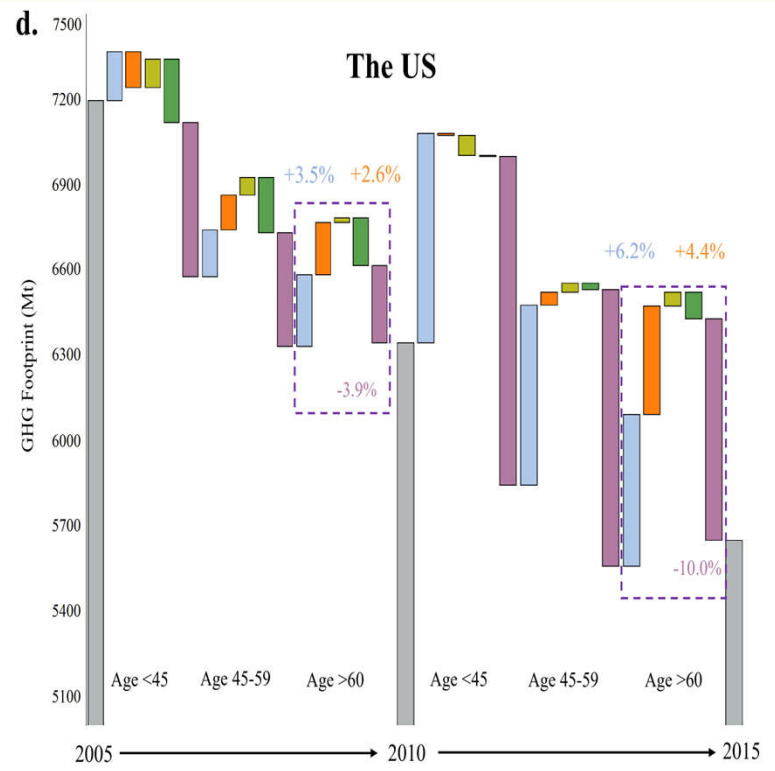 d.
The US
7500
7200
6900
6600
6300
6000
5700
5400
5100
GHG Footprint (Mt)
+3.5% +2.6%
-3.9%
+6.2% +4.4%
-10.0%
Age <45 Age 45-59 Age >60 Age <45 Age 45-59 Age >60
2005 2010 2015